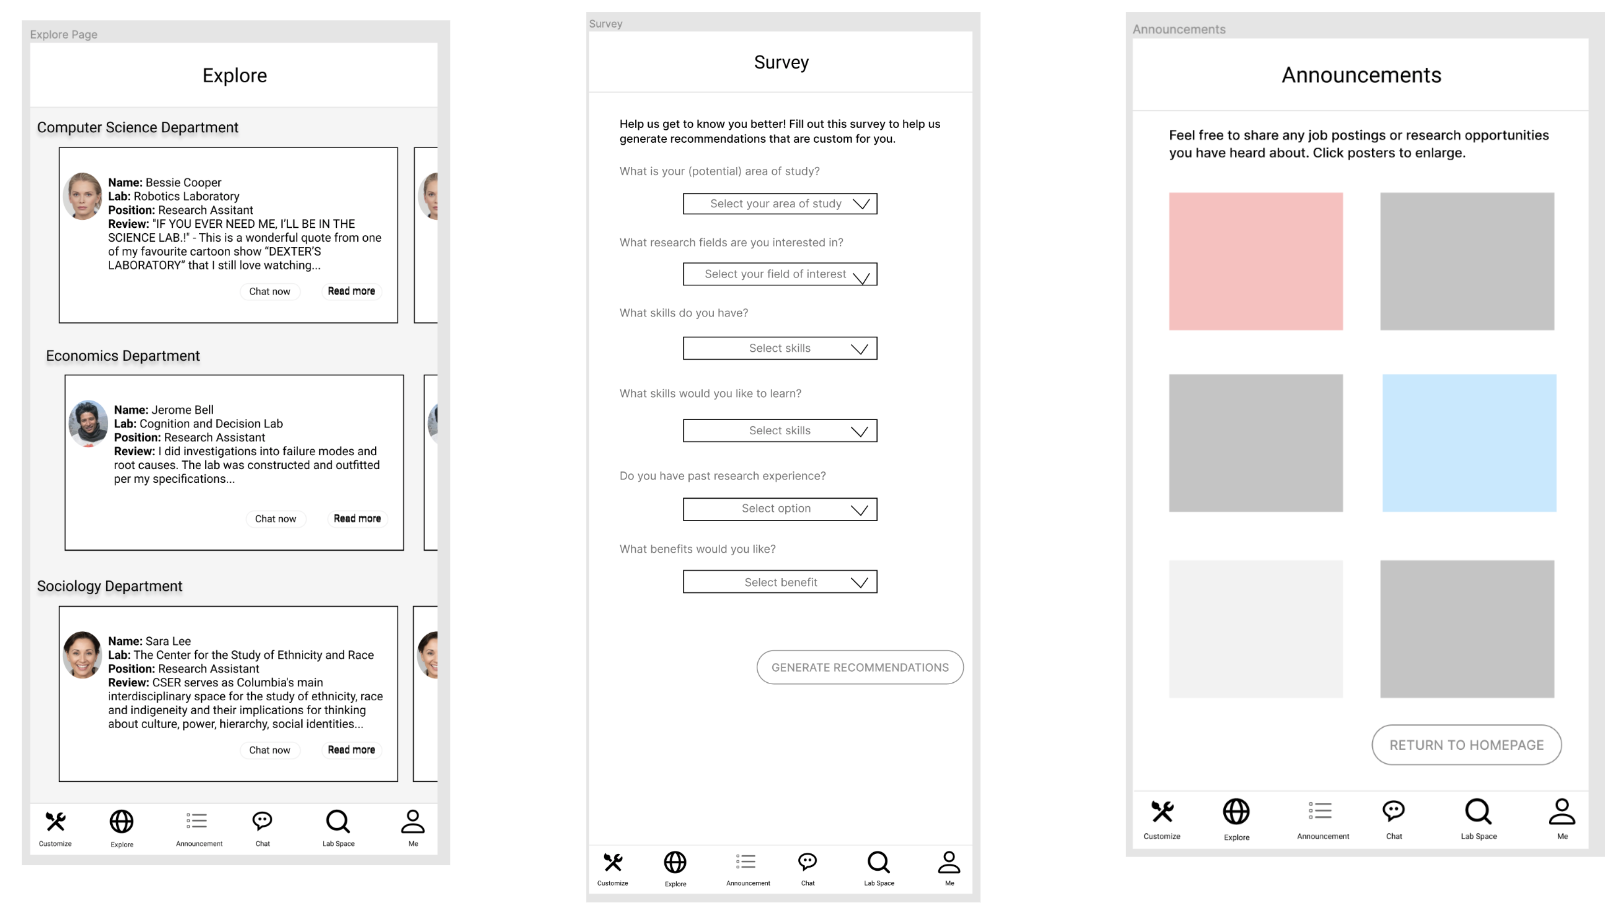 Explore Page
Explore
Computer Science Department
Name: Bessie Cooper
Lab: Robotics Laboratory
Position: Research Assitant
Review: "IF YOU EVER NEED ME, I'LL BE IN THE
SCIENCE LAB.!" - This is a wonderful quote from one
of my favourite cartoon show “DEXTER'S
LABORATORY” that I still love watching...
Chat now
Read more
Economics Department
Name: Jerome Bell
Lab: Cognition and Decision Lab
Position: Research Assistant
Review: I did investigations into failure modes and
root causes. The lab was constructed and outfitted
per my specifications...
Chat now
Read more
Sociology Department
Name: Sara Lee
Lab: The Center for the Study of Ethnicity and Race
Position: Research Assistant
Review: CSER serves as Columbia's main
interdisciplinary space for the study of ethnicity, race
and indigeneity and their implications for thinking
about culture, power, hierarchy, social identities...
Chat now
Read more
Customize
Explore
Announcement
Chat
Lab Space
Me
Survey
Survey
Help us get to know you better! Fill out this survey to help us
generate recommendations that are custom for you.
What is your (potential) area of study?
Select your area of study
What research fields are you interested in?
Select your field of interest
What skills do you have?
Select skills
What skills would you like to learn?
Select skills
Do you have past research experience?
Select option
What benefits would you like?
Select benefit
GENERATE RECOMMENDATIONS
Customize
Explore
Announcement
Chat
Lab Space
Me
Announcements
Announcements
Feel free to share any job postings or research opportunities
you have heard about. Click posters to enlarge.
RETURN TO HOMEPAGE
Customize
Explore
Announcement
Chat
Lab Space
Me